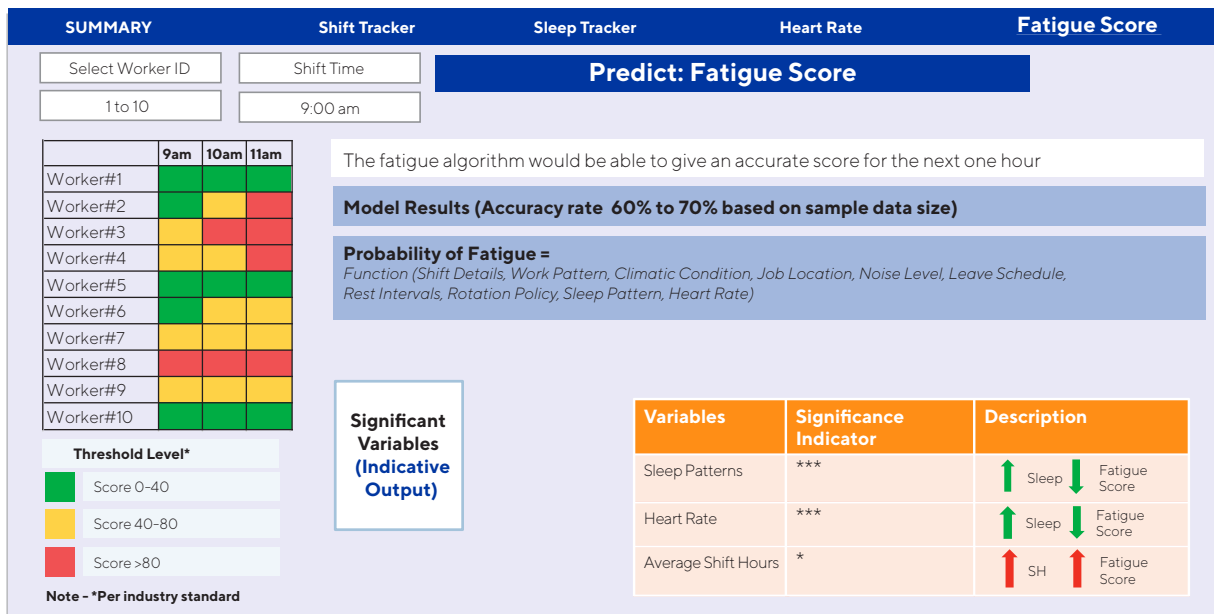 SUMMARY Shift Tracker Sleep Tracker Heart Rate Fatigue Score
Select Worker ID Shift Time
1 to 10 9:00 am
Predict: Fatigue Score
9am 10am 11am
Worker#1
Worker#2
Worker#3
Worker#4
Worker#5
Worker#6
Worker#7
Worker#8
Worker#9
Worker#10
Threshold Level*
Score 0-40
Score 40-80
Score >80
Note - *Per industry standard
The fatigue algorithm would be able to give an accurate score for the next one hour
Model Results (Accuracy rate 60% to 70% based on sample data size)
Probability of Fatigue =
Function (Shift Details, Work Pattern, Climatic Condition, Job Location, Noise Level, Leave Schedule,
Rest Intervals, Rotation Policy, Sleep Pattern, Heart Rate)
Significant
Variables
(Indicative
Output)
Variables Significance Description
Indicator
Sleep Patterns *** Sleep Fatigue
Score
Heart Rate *** Sleep Fatigue
Score
Average Shift Hours * SH Fatigue
Score